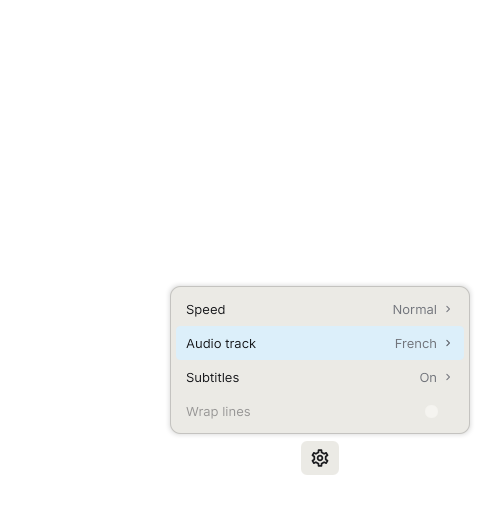 Speed Normal
Audio track French
Subtitles On
Wrap lines